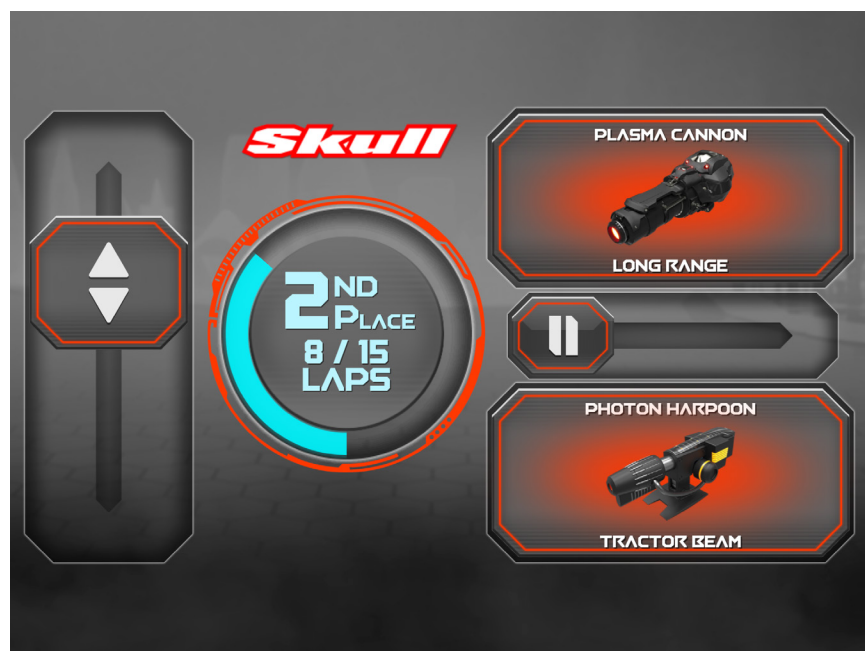 Skull
2ND
PLACE
8 / 15
LAPS
PLASMA CANNON
LONG RANGE
PHOTON HARPOON
TRACTOR BEAM